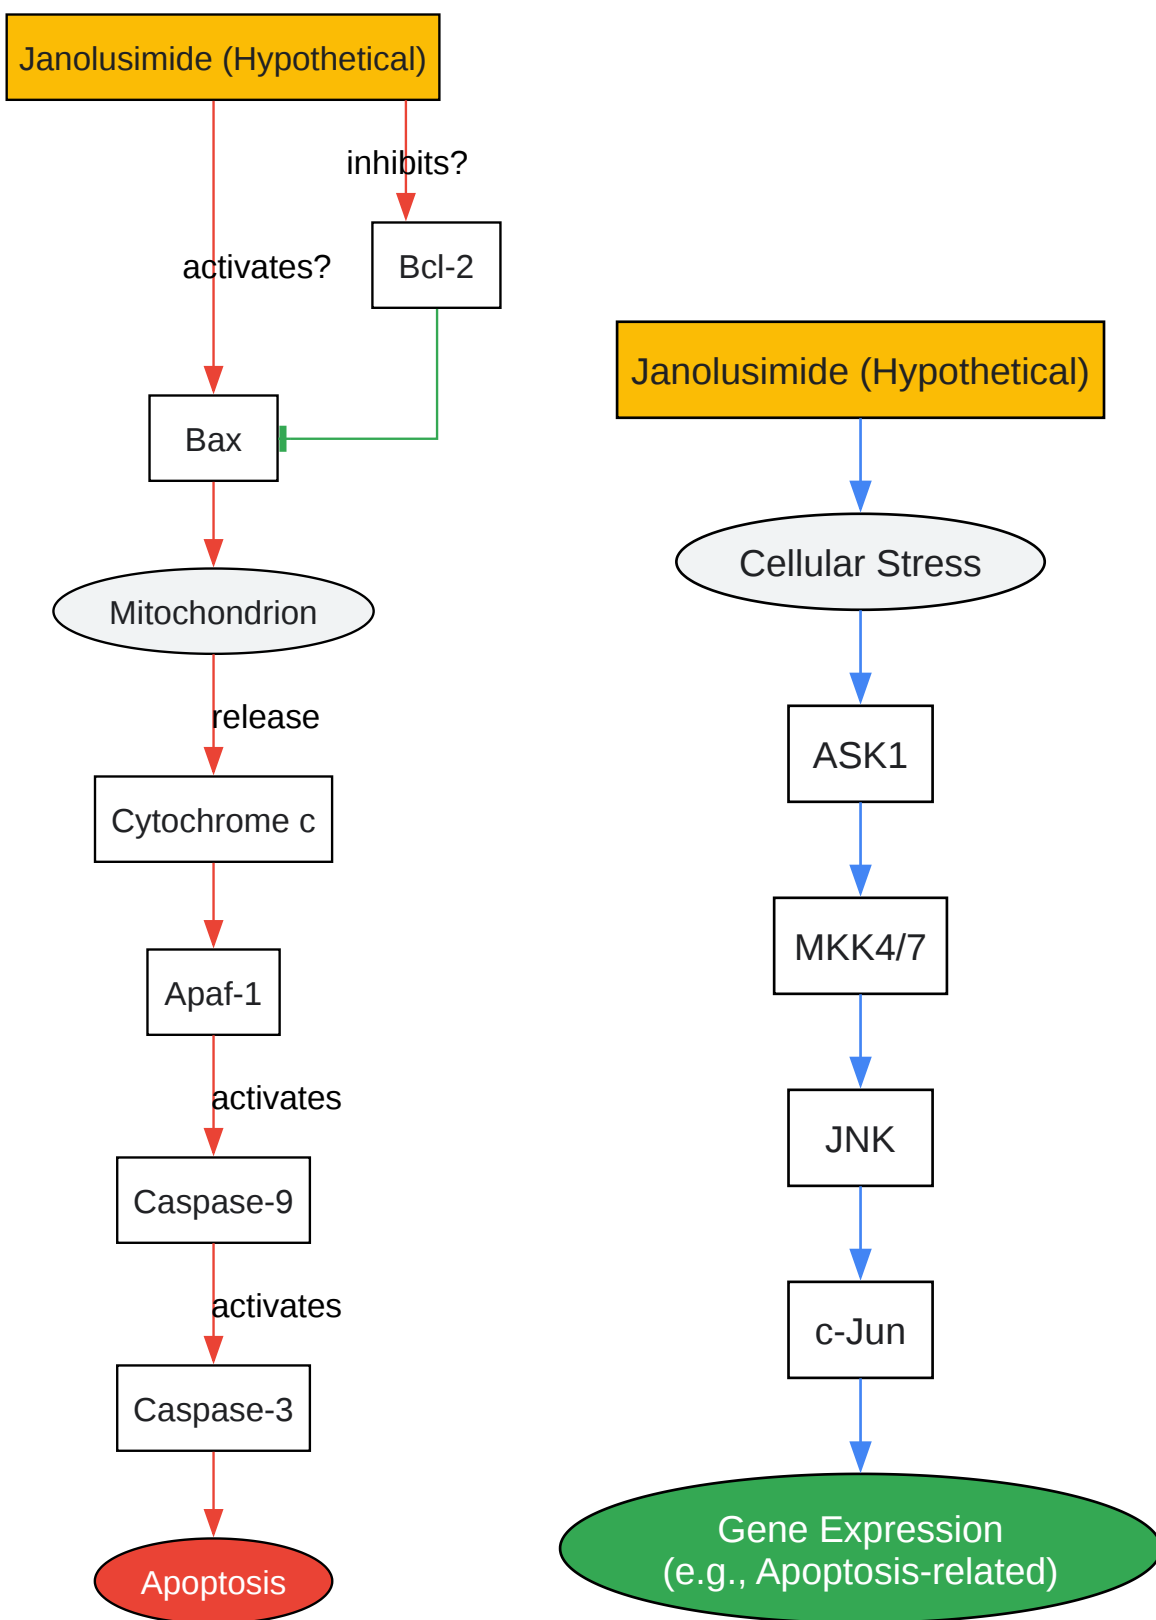 Janolusimide (Hypothetical)
inhibits?
activates?
Bcl-2
Bax
Mitochondrion
release
Cytochrome c
Apaf-1
activates
Caspase-9
activates
Caspase-3
Apoptosis
Janolusimide (Hypothetical)
Cellular Stress
ASK1
MKK4/7
JNK
c-Jun
Gene Expression
(e.g., Apoptosis-related)